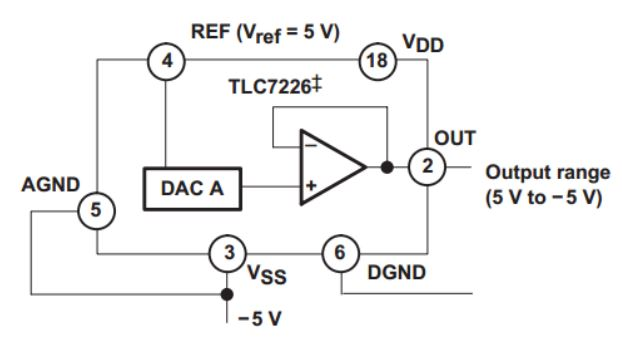 REF (Vref = 5 V)
4
18
VDD
TLC7226‡
OUT
−
2
Output range
(5 V to −5 V)
AGND
DAC A
+
5
3
6
VSS
DGND
−5 V